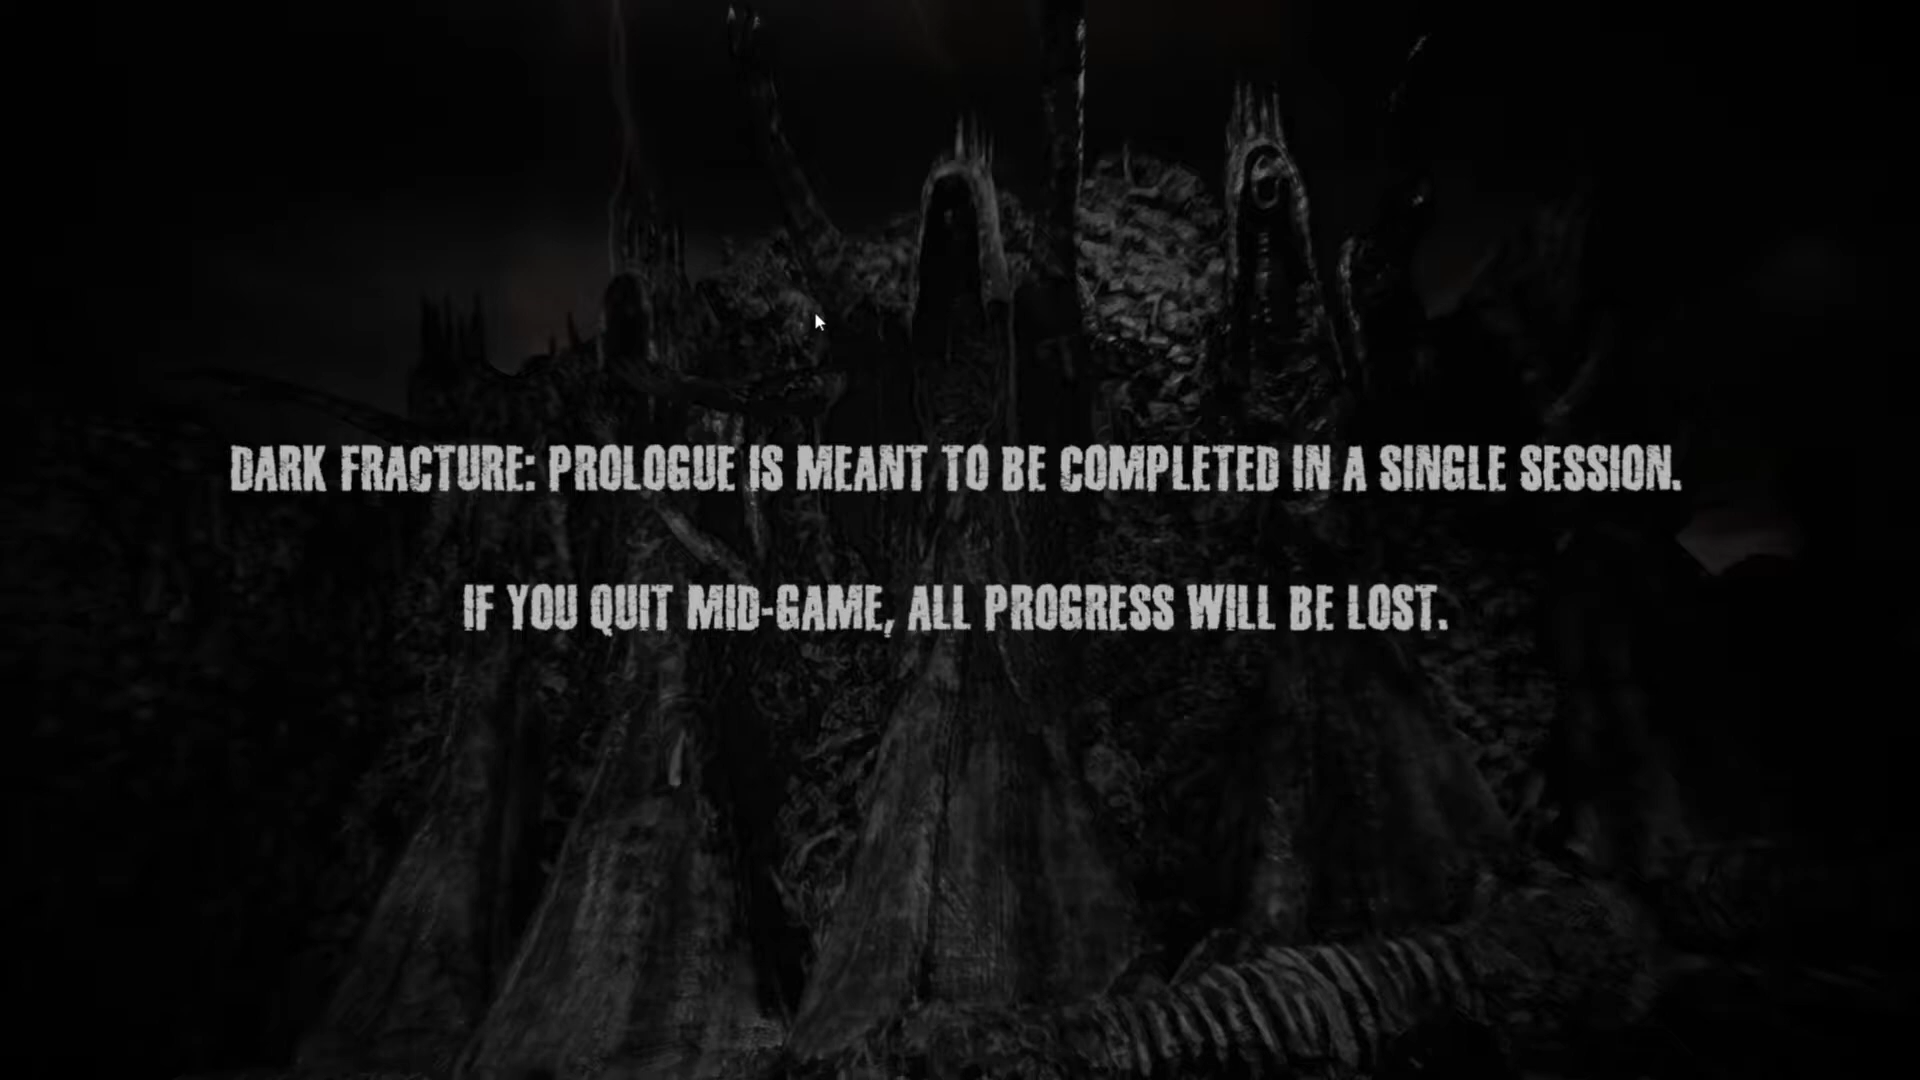 DARK FRACTURE: PROLOGUE IS MEANT TO BE COMPLETED IN A SINGLE SESSION.
IF YOU QUIT MID-GAME, ALL PROGRESS WILL BE LOST.